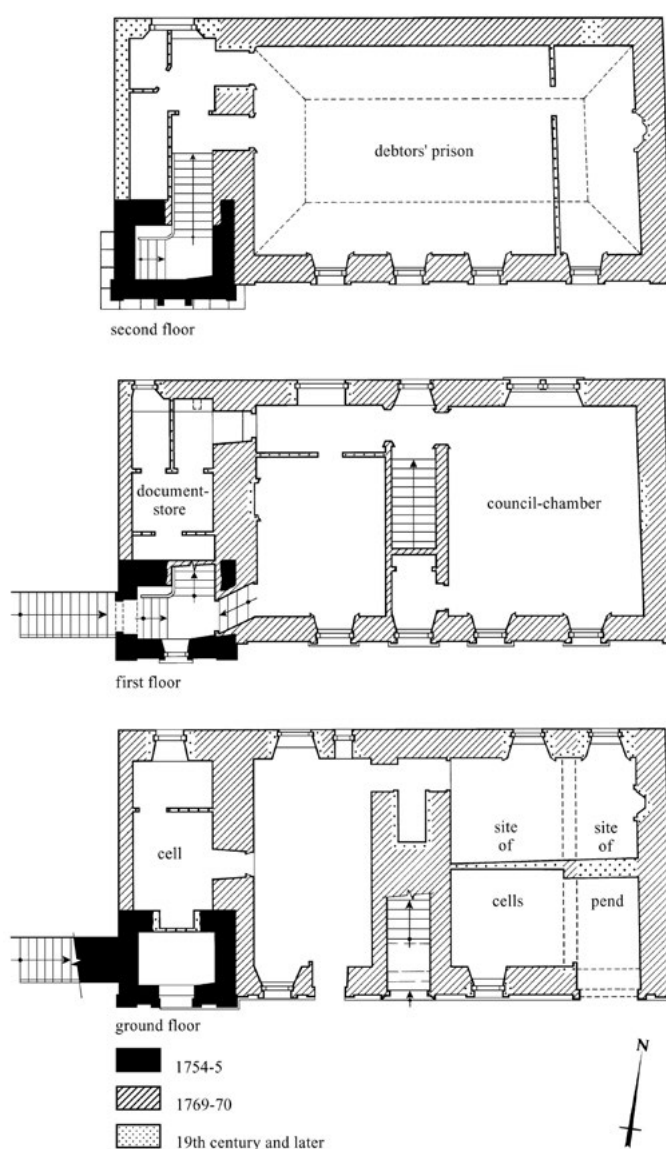 debtors' prison
second floor
document-
store
council-chamber
first floor
cell
site
of
site
of
cells
pend
ground floor
1754-5
1769-70
19th century and later
N